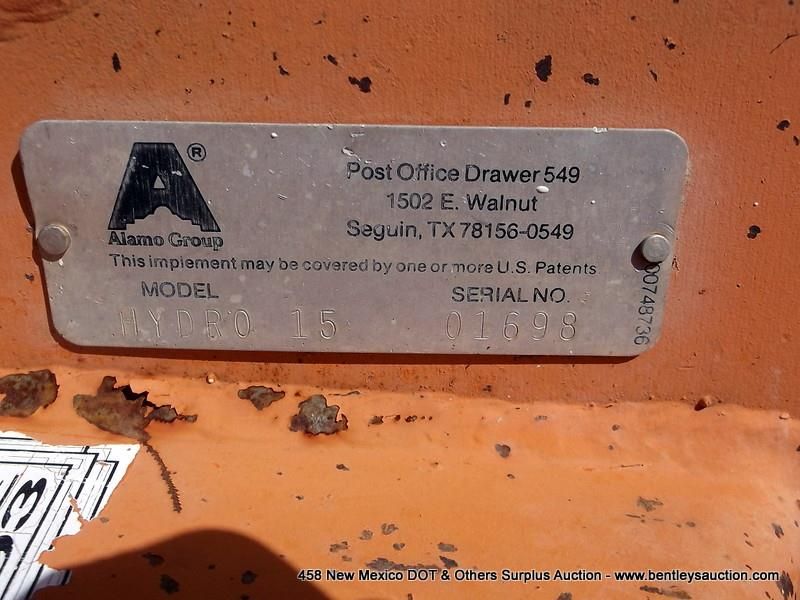 A®
Alamo Group
Post Office Drawer 549
1502 E. Walnut
Seguin, TX 78156-0549
This implement may be covered by one or more U.S. Patents
MODEL
SERIAL NO.
HYDRO 15
01698
00748736
458 New Mexico DOT & Others Surplus Auction - www.bentleysauction.com